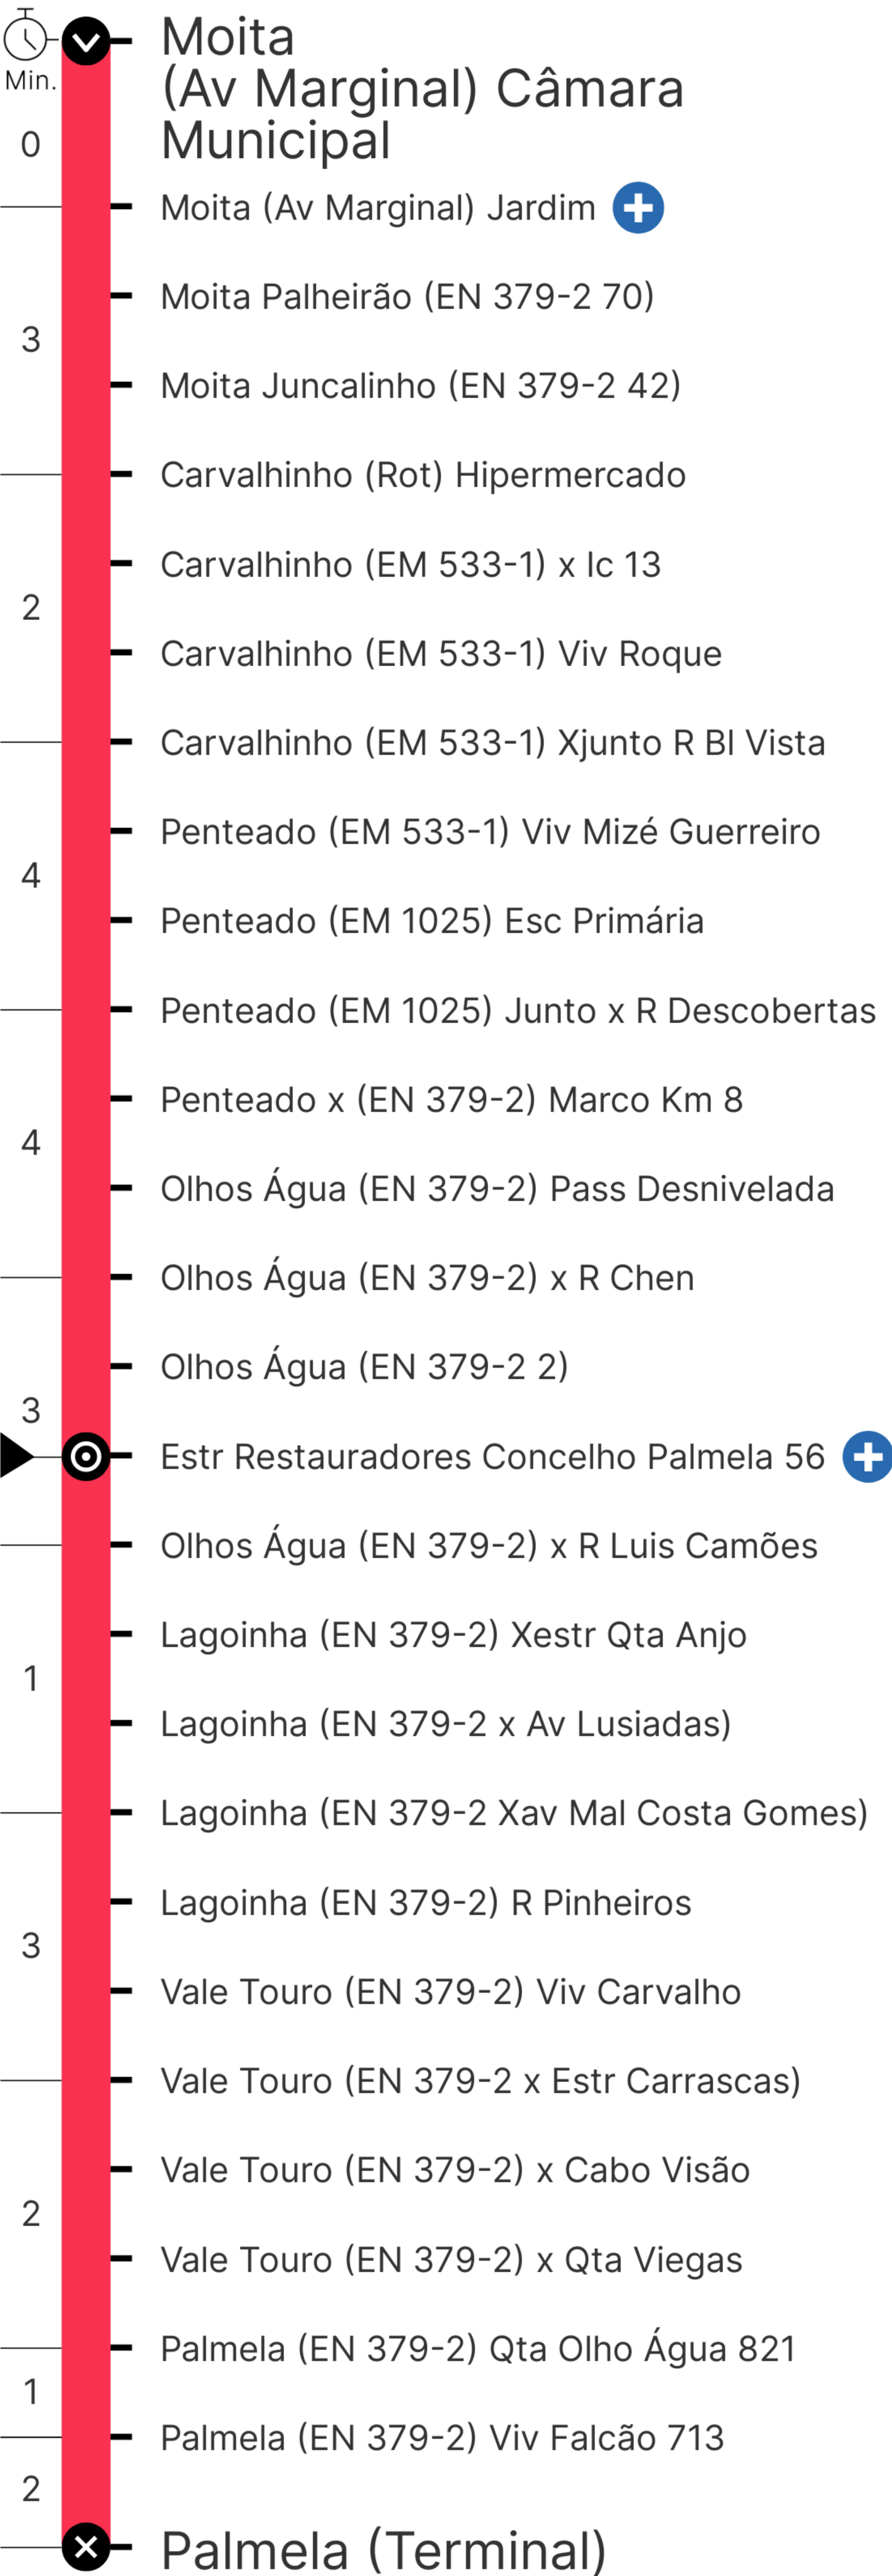 Moita
(Av Marginal) Câmara
Municipal
Min.
0
Moita (Av Marginal) Jardim
Moita Palheirão (EN 379-2 70)
3
Moita Juncalinho (EN 379-2 42)
Carvalhinho (Rot) Hipermercado
Carvalhinho (EM 533-1) x Ic 13
2
Carvalhinho (EM 533-1) Viv Roque
Carvalhinho (EM 533-1) Xjunto R Bl Vista
Penteado (EM 533-1) Viv Mizé Guerreiro
4
Penteado (EM 1025) Esc Primária
Penteado (EM 1025) Junto x R Descobertas
Penteado x (EN 379-2) Marco Km 8
4
Olhos Água (EN 379-2) Pass Desnivelada
Olhos Água (EN 379-2) x R Chen
Olhos Água (EN 379-2 2)
3
Estr Restauradores Concelho Palmela 56
Olhos Água (EN 379-2) x R Luis Camões
Lagoinha (EN 379-2) Xestr Qta Anjo
1
Lagoinha (EN 379-2 x Av Lusiadas)
Lagoinha (EN 379-2 Xav Mal Costa Gomes)
Lagoinha (EN 379-2) R Pinheiros
3
Vale Touro (EN 379-2) Viv Carvalho
Vale Touro (EN 379-2 x Estr Carrascas)
Vale Touro (EN 379-2) x Cabo Visão
2
Vale Touro (EN 379-2) x Qta Viegas
Palmela (EN 379-2) Qta Olho Água 821
1
Palmela (EN 379-2) Viv Falcão 713
2
Palmela (Terminal)